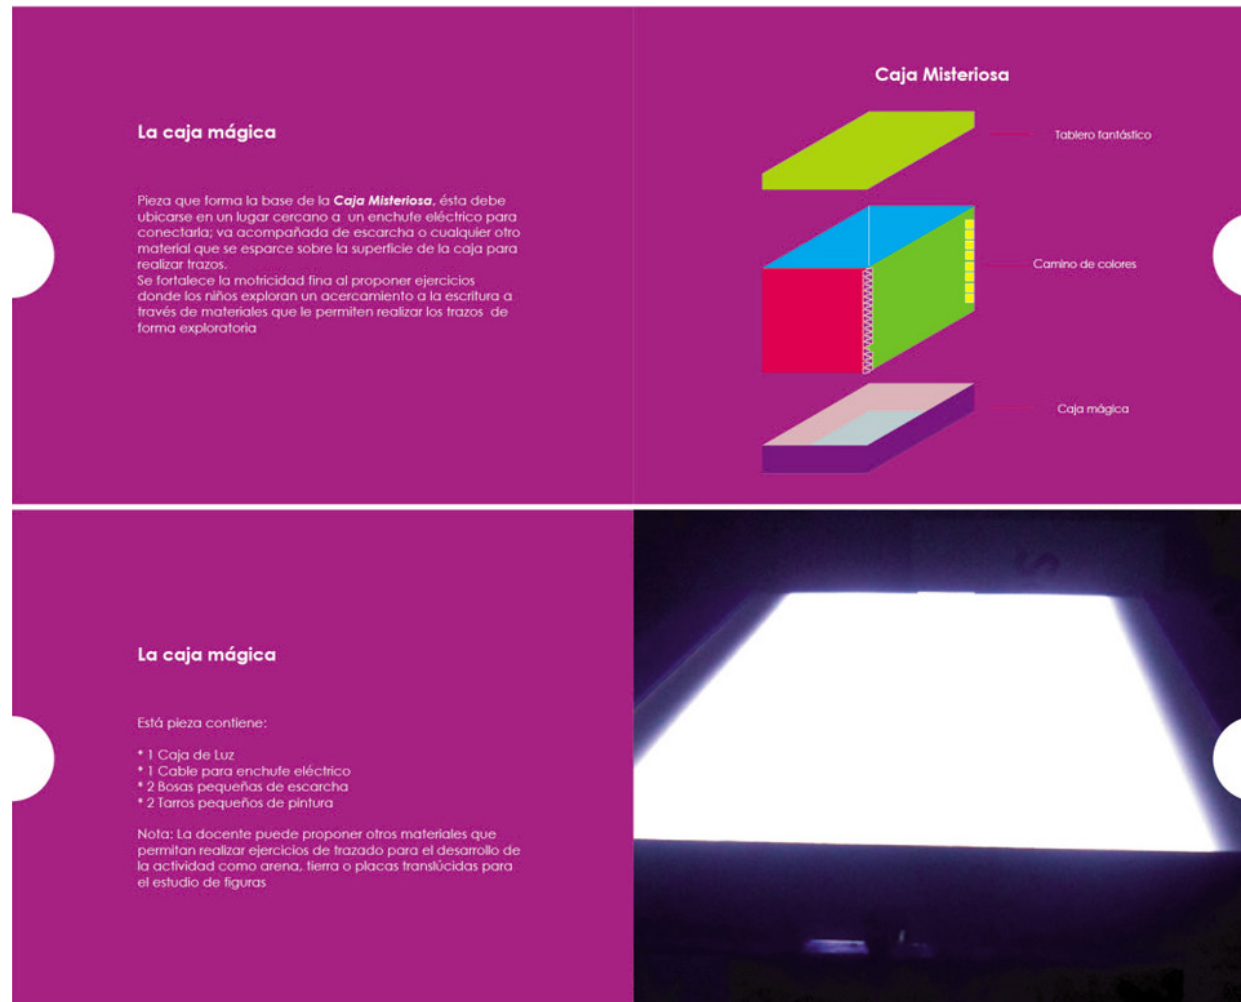 La caja mágica
Pieza que forma la base de la Caja Misteriosa, ésta debe
ubicarse en un lugar cercano a un enchufe eléctrico para
conectarla; va acompañada de escarcha o cualquier otro
material que se esparce sobre la superficie de la caja para
realizar trazos.
Se fortalece la motricidad fina al proponer ejercicios
donde los niños exploran un acercamiento a la escritura a
través de materiales que le permiten realizar los trazos de
forma exploratoria
Caja Misteriosa
Tablero fantástico
Camino de colores
Caja mágica
La caja mágica
Está pieza contiene:
* 1 Caja de Luz
* 1 Cable para enchufe eléctrico
* 2 Bosas pequeñas de escarcha
* 2 Tarros pequeños de pintura
Nota: La docente puede proponer otros materiales que
permitan realizar ejercicios de trazado para el desarrollo de
la actividad como arena, tierra o placas translúcidas para
el estudio de figuras